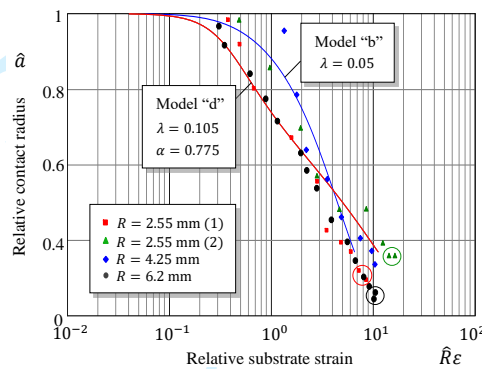 1
â
0.8
0.6
0.4
0.2
0
Relative contact radius
Model “b”
λ = 0.05
Model “d”
λ = 0.105
α = 0.775
R = 2.55 mm (1)
R = 2.55 mm (2)
R = 4.25 mm
R = 6.2 mm
10⁻² 10⁻¹ 10⁰ 10¹ 10²
Relative substrate strain R̂ε